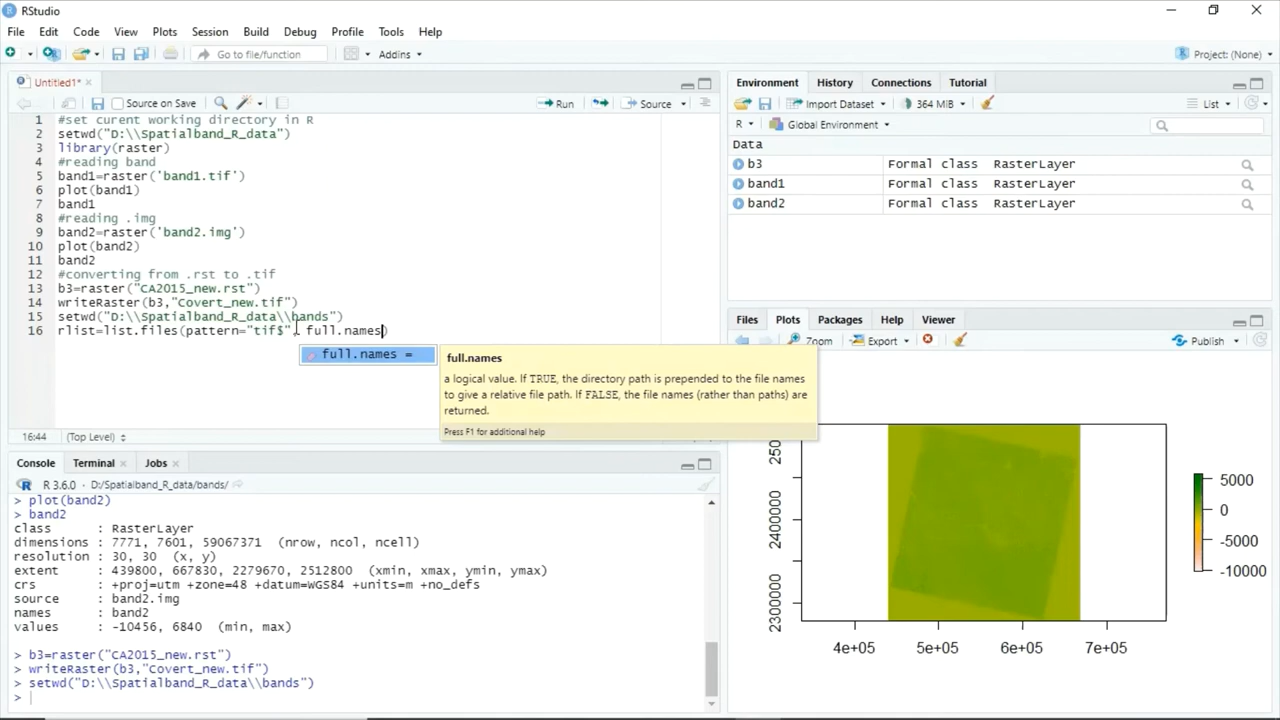 RStudio
File Edit Code View Plots Session Build Debug Profile Tools Help
Go to file/function Addins Project: (None)
Untitled1*
Source on Save Run Source
1 #set curent working directory in R
2 setwd("D:\\Spatialband_R_data")
3 library(raster)
4 #reading band
5 band1=raster('band1.tif')
6 plot(band1)
7 band1
8 #reading .img
9 band2=raster('band2.img')
10 plot(band2)
11 band2
12 #converting from .rst to .tif
13 b3=raster("CA2015_new.rst")
14 writeRaster(b3,"Covert_new.tif")
15 setwd("D:\\Spatialband_R_data\\bands")
16 rlist=list.files(pattern="tif$", full.names)
full.names =
full.names
a logical value. If TRUE, the directory path is prepended to the file names
to give a relative file path. If FALSE, the file names (rather than paths) are
returned.
Press F1 for additional help
16:44 (Top Level)
Console Terminal Jobs
R 3.6.0 · D:/Spatialband_R_data/bands/
> plot(band2)
> band2
class : RasterLayer
dimensions : 7771, 7601, 59067371 (nrow, ncol, ncell)
resolution : 30, 30 (x, y)
extent : 439800, 667830, 2279670, 2512800 (xmin, xmax, ymin, ymax)
crs : +proj=utm +zone=48 +datum=WGS84 +units=m +no_defs
source : band2.img
names : band2
values : -10456, 6840 (min, max)
> b3=raster("CA2015_new.rst")
> writeRaster(b3,"Covert_new.tif")
> setwd("D:\\Spatialband_R_data\\bands")
>
Environment History Connections Tutorial
Import Dataset 364 MiB List
R Global Environment
Data
b3 Formal class RasterLayer
band1 Formal class RasterLayer
band2 Formal class RasterLayer
Files Plots Packages Help Viewer
Zoom Export Publish
2300000 2400000 250
4e+05 5e+05 6e+05 7e+05
5000
0
-5000
-10000